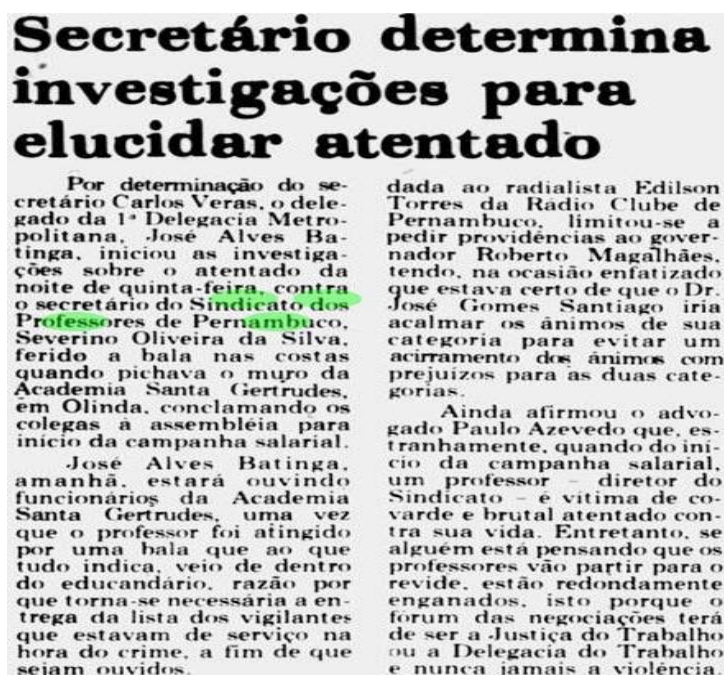 Secretário determina
investigações para
elucidar atentado
Por determinação do se-
cretário Carlos Veras, o dele-
gado da 1ª Delegacia Metro-
politana, José Alves Ba-
tinga, iniciou as investiga-
ções sobre o atentado da
noite de quinta-feira, contra
o secretário do Sindicato dos
Professores de Pernambuco,
Severino Oliveira da Silva,
ferido a bala nas costas
quando pichava o muro da
Academia Santa Gertrudes,
em Olinda, conclamando os
colegas à assembléia para
início da campanha salarial.
José Alves Batinga,
amanhã, estará ouvindo
funcionários da Academia
Santa Gertrudes, uma vez
que o professor foi atingido
por uma bala que ao que
tudo indica, veio de dentro
do educandário, razão por
que torna-se necessária a en-
trega da lista dos vigilantes
que estavam de serviço na
hora do crime, a fim de que
sejam ouvidos.
dada ao radialista Edilson
Torres da Rádio Clube de
Pernambuco, limitou-se a
pedir providências ao gover-
nador Roberto Magalhães,
tendo, na ocasião enfatizado
que estava certo de que o Dr.
José Gomes Santiago iria
acalmar os ânimos de sua
categoria para evitar um
acirramento dos ânimos com
prejuízos para as duas cate-
gorias.
Ainda afirmou o advo-
gado Paulo Azevedo que, es-
tranhamente, quando do iní-
cio da campanha salarial,
um professor - diretor do
Sindicato - é vítima de co-
varde e brutal atentado con-
tra sua vida. Entretanto, se
alguém está pensando que os
professores vão partir para o
revide, estão redondamente
enganados, isto porque o
fórum das negociações terá
de ser a Justiça do Trabalho
ou a Delegacia do Trabalho
e nunca jamais a violência.